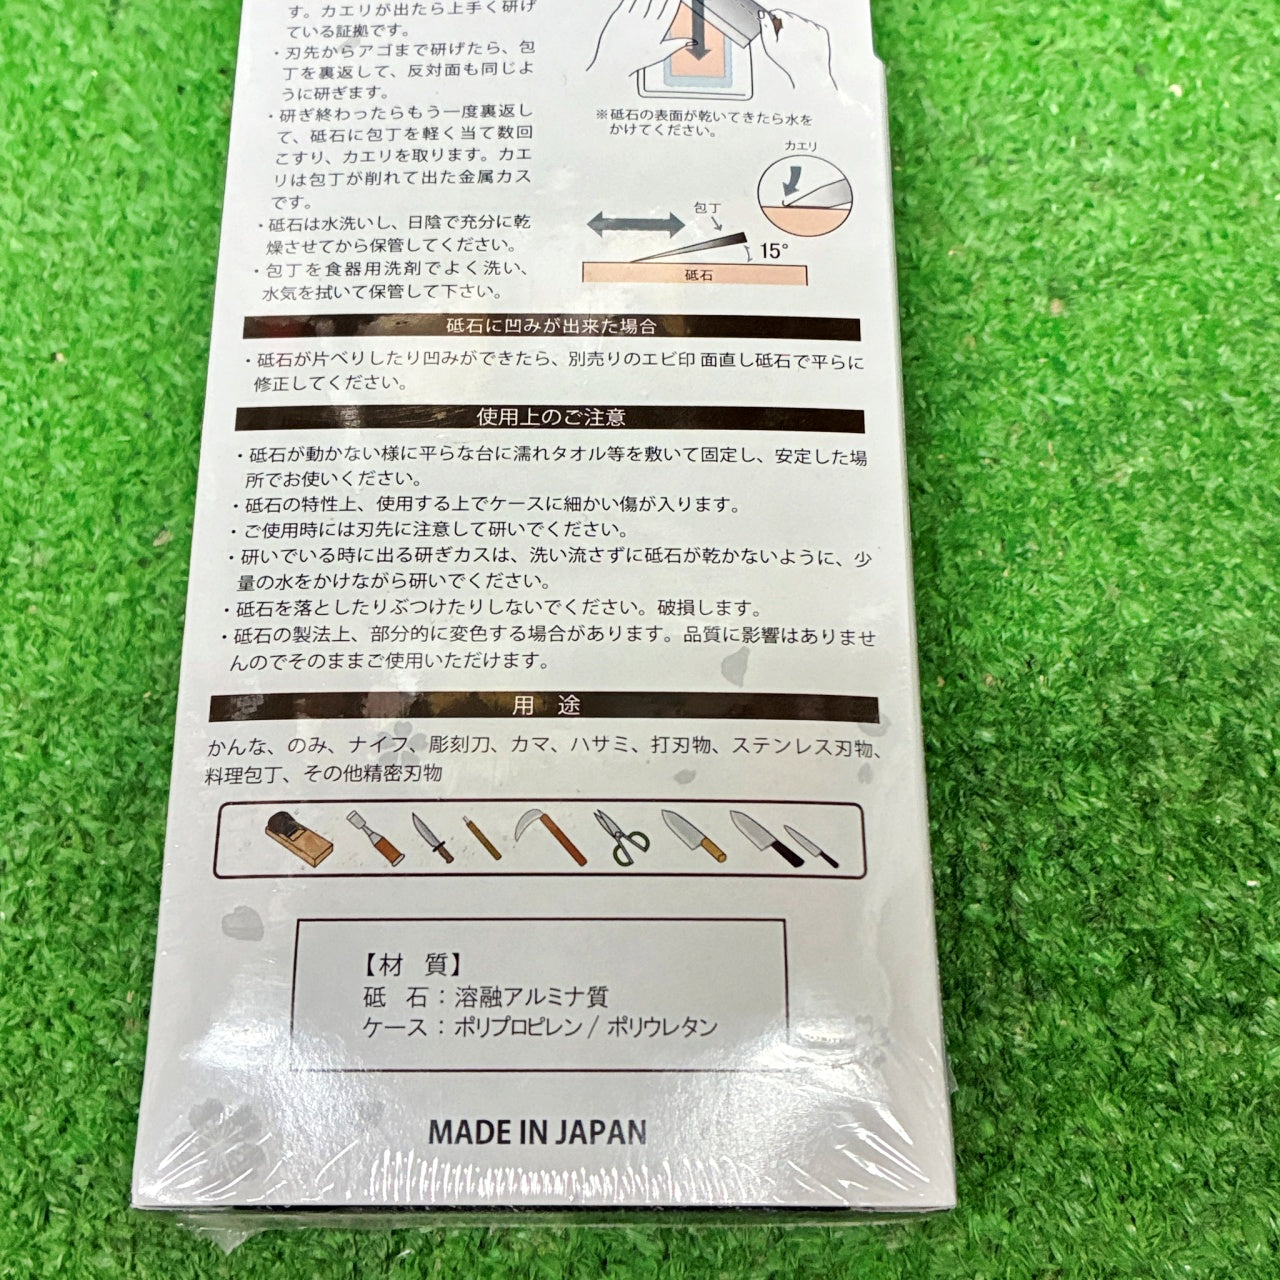 す。カエリが出たら上手く研げ
ている証拠です。
・刃先からアゴまで研げたら、包
丁を裏返して、反対面も同じよ
うに研ぎます。
・研ぎ終わったらもう一度裏返し
て、砥石に包丁を軽く当て数回
こすり、カエリを取ります。カエ
リは包丁が削れて出た金属カス
です。
・砥石は水洗いし、日陰で充分に乾
燥させてから保管してください。
・包丁を食器用洗剤でよく洗い、
水気を拭いて保管して下さい。
※砥石の表面が乾いてきたら水を
かけてください。
カエリ
包丁
15°
砥石
砥石に凹みが出来た場合
・砥石が片べりしたり凹みができたら、別売りのエビ印 面直し砥石で平らに
修正してください。
使用上のご注意
・砥石が動かない様に平らな台に濡れタオル等を敷いて固定し、安定した場
所でお使いください。
・砥石の特性上、使用する上でケースに細かい傷が入ります。
・ご使用時には刃先に注意して研いでください。
・研いでいる時に出る研ぎカスは、洗い流さずに砥石が乾かないように、少
量の水をかけながら研いでください。
・砥石を落としたりぶつけたりしないでください。破損します。
・砥石の製法上、部分的に変色する場合があります。品質に影響はありませ
んのでそのままご使用いただけます。
用 途
かんな、のみ、ナイフ、彫刻刀、カマ、ハサミ、打刃物、ステンレス刃物、
料理包丁、その他精密刃物
【材 質】
砥 石：溶融アルミナ質
ケース：ポリプロピレン / ポリウレタン
MADE IN JAPAN